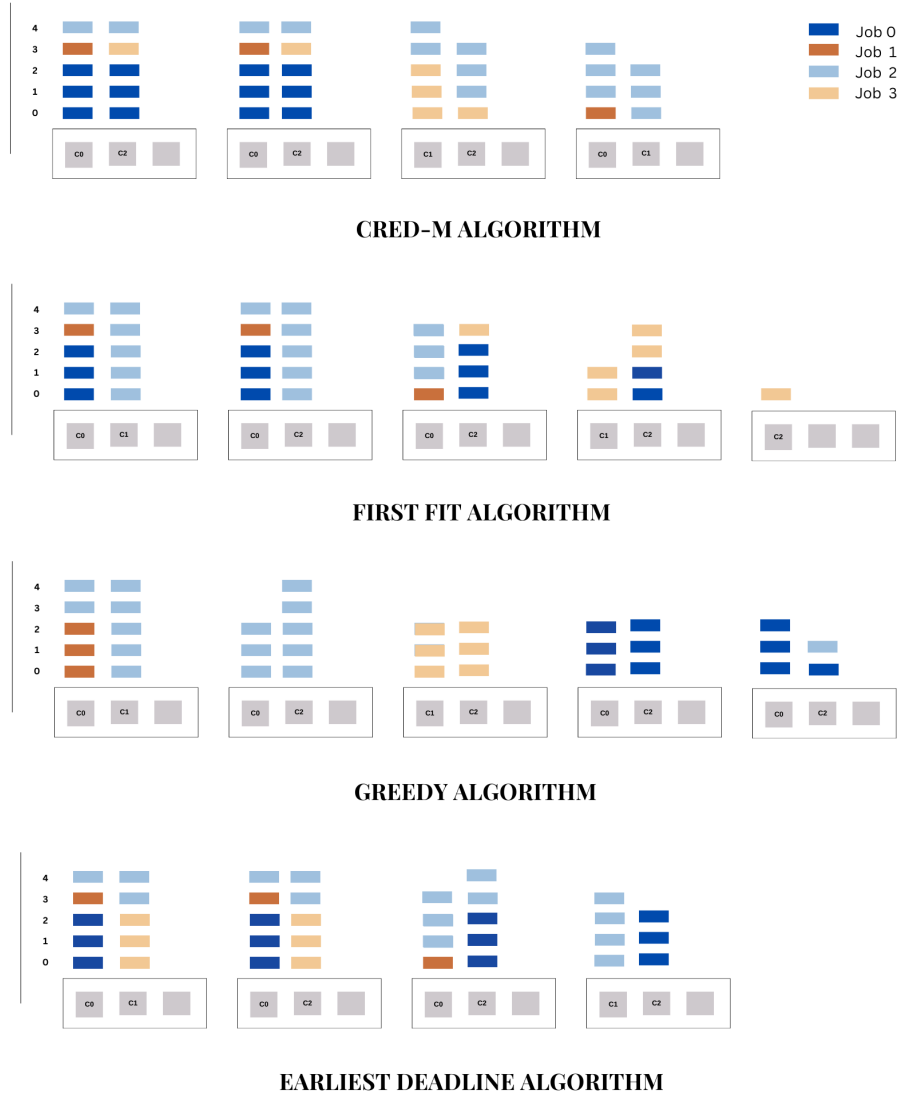 4
3
2
1
0
Job 0
Job 1
Job 2
Job 3
C0 C2 C0 C2 C1 C2 C0 C1
CRED-M ALGORITHM
4
3
2
1
0
C0 C1 C0 C2 C0 C2 C1 C2 C2
FIRST FIT ALGORITHM
4
3
2
1
0
C0 C1 C0 C2 C1 C2 C0 C2 C0 C2
GREEDY ALGORITHM
4
3
2
1
0
C0 C1 C0 C2 C0 C2 C1 C2
EARLIEST DEADLINE ALGORITHM